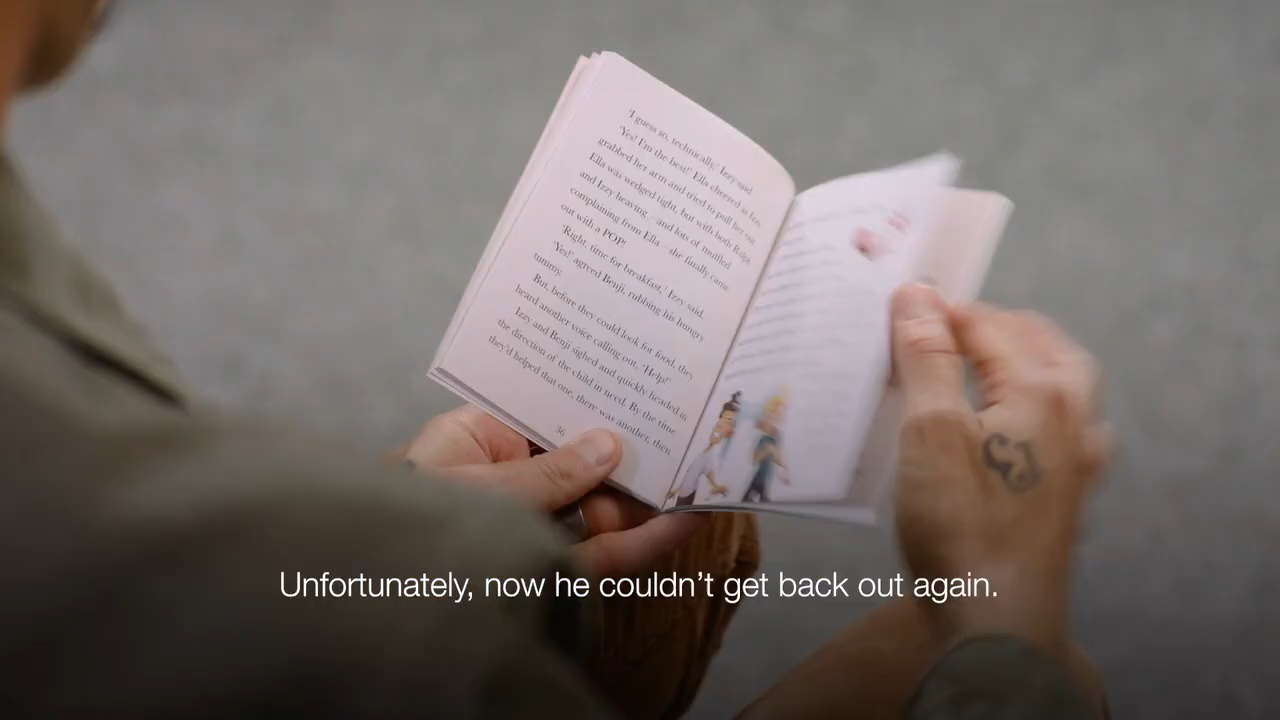 ‘I guess so, technically,’ Izzy said.
‘Yes! I’m the best!’ Ella cheered as Izzy
grabbed her arm and tried to pull her out.
Ella was wedged tight, but with both Ralph
and Izzy heaving – and lots of muffled
complaining from Ella – she finally came
out with a POP!
‘Right, time for breakfast,’ Izzy said.
‘Yes!’ agreed Benji, rubbing his hungry
tummy.
But, before they could look for food, they
heard another voice calling out, ‘Help!’
Izzy and Benji sighed and quickly headed in
the direction of the child in need. By the time
they’d helped that one, there was another, then
36
Unfortunately, now he couldn’t get back out again.